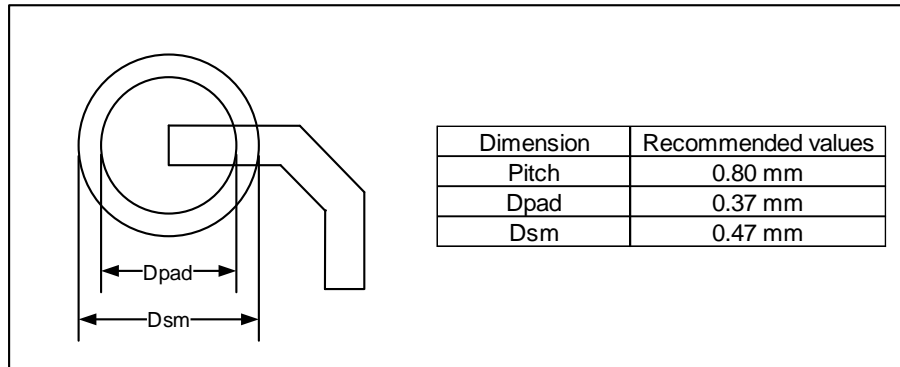 Dpad
Dsm
Dimension Recommended values
Pitch 0.80 mm
Dpad 0.37 mm
Dsm 0.47 mm